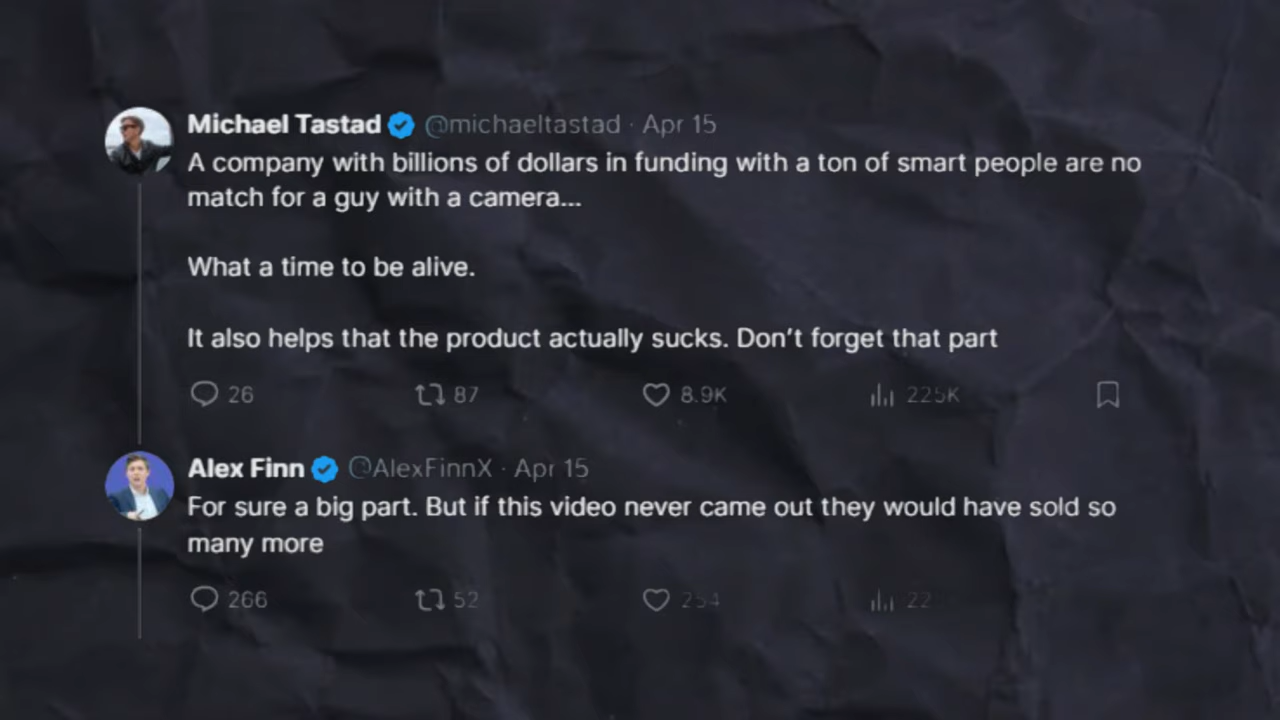 Michael Tastad @michaeltastad · Apr 15
A company with billions of dollars in funding with a ton of smart people are no
match for a guy with a camera...
What a time to be alive.
It also helps that the product actually sucks. Don't forget that part
26 87 8.9K 225K
Alex Finn @AlexFinnX · Apr 15
For sure a big part. But if this video never came out they would have sold so
many more
266 52 254 22